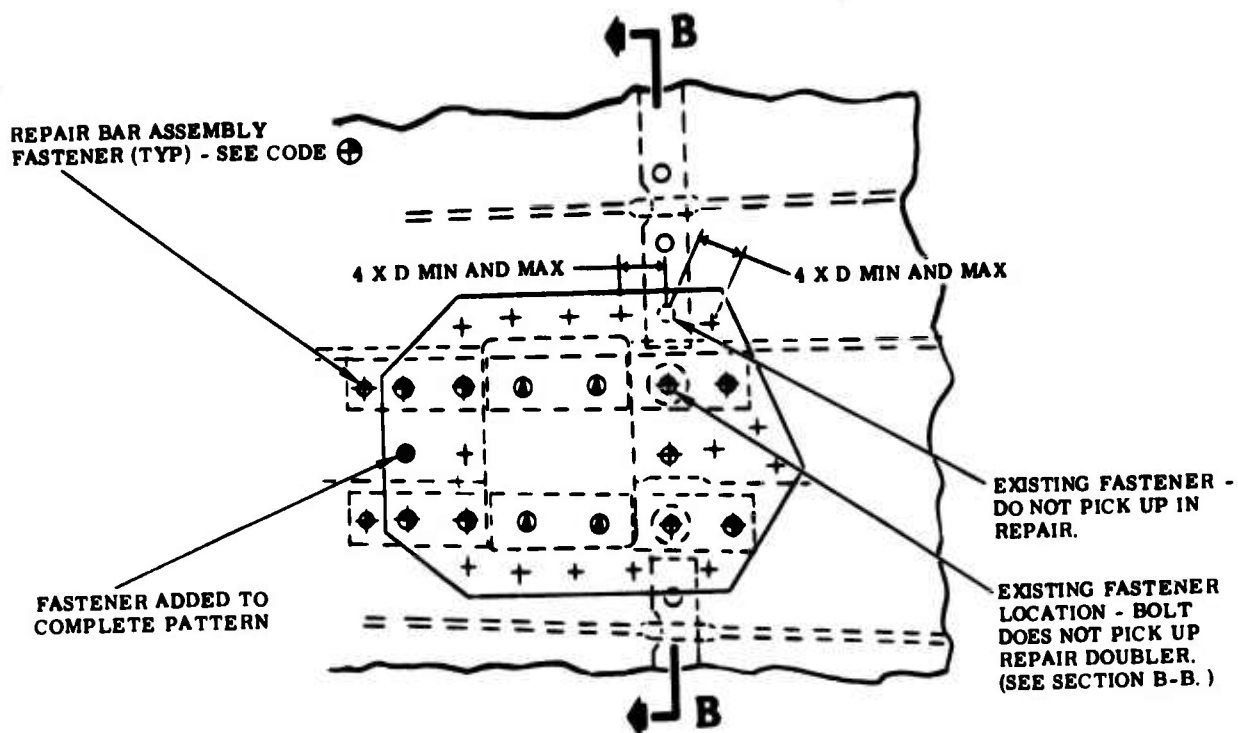 B
REPAIR BAR ASSEMBLY
FASTENER (TYP) - SEE CODE
4 X D MIN AND MAX
4 X D MIN AND MAX
EXISTING FASTENER -
DO NOT PICK UP IN
REPAIR.
FASTENER ADDED TO
COMPLETE PATTERN
EXISTING FASTENER
LOCATION - BOLT
DOES NOT PICK UP
REPAIR DOUBLER.
(SEE SECTION B-B.)
B